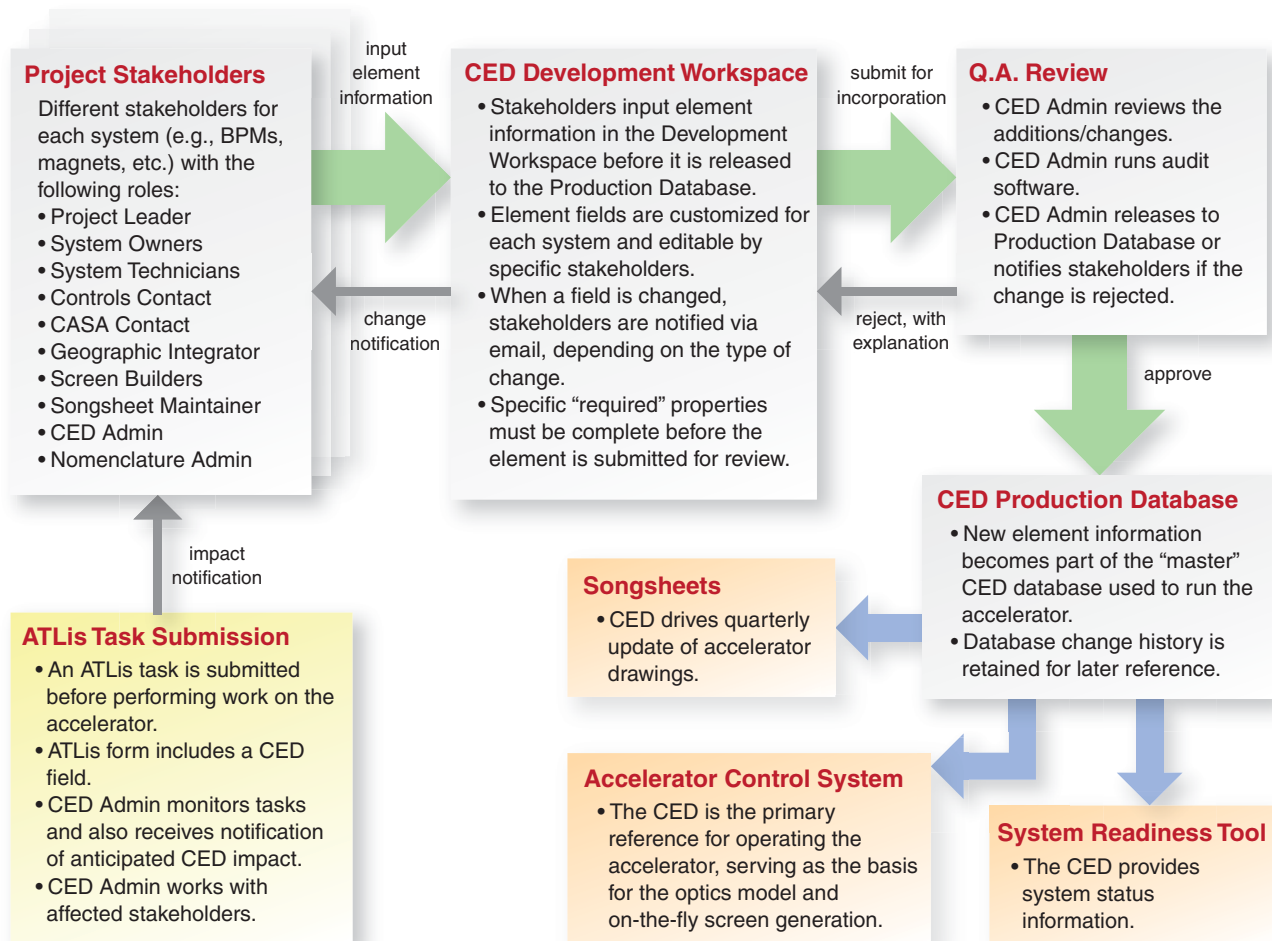 Project Stakeholders
Different stakeholders for
each system (e.g., BPMs,
magnets, etc.) with the
following roles:
• Project Leader
• System Owners
• System Technicians
• Controls Contact
• CASA Contact
• Geographic Integrator
• Screen Builders
• Songsheet Maintainer
• CED Admin
• Nomenclature Admin
input
element
information
change
notification
CED Development Workspace
• Stakeholders input element
information in the Development
Workspace before it is released
to the Production Database.
• Element fields are customized for
each system and editable by
specific stakeholders.
• When a field is changed,
stakeholders are notified via
email, depending on the type of
change.
• Specific “required” properties
must be complete before the
element is submitted for review.
submit for
incorporation
reject, with
explanation
Q.A. Review
• CED Admin reviews the
additions/changes.
• CED Admin runs audit
software.
• CED Admin releases to
Production Database or
notifies stakeholders if the
change is rejected.
approve
CED Production Database
• New element information
becomes part of the “master”
CED database used to run the
accelerator.
• Database change history is
retained for later reference.
impact
notification
ATLis Task Submission
• An ATLis task is submitted
before performing work on the
accelerator.
• ATLis form includes a CED
field.
• CED Admin monitors tasks
and also receives notification
of anticipated CED impact.
• CED Admin works with
affected stakeholders.
Songsheets
• CED drives quarterly
update of accelerator
drawings.
Accelerator Control System
• The CED is the primary
reference for operating the
accelerator, serving as the basis
for the optics model and
on-the-fly screen generation.
System Readiness Tool
• The CED provides
system status
information.